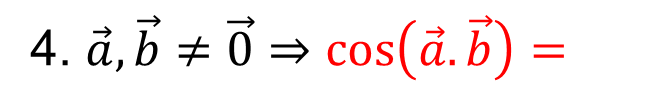 4. a⃗, b⃗ ≠ 0⃗ ⇒ cos(a⃗. b⃗) =